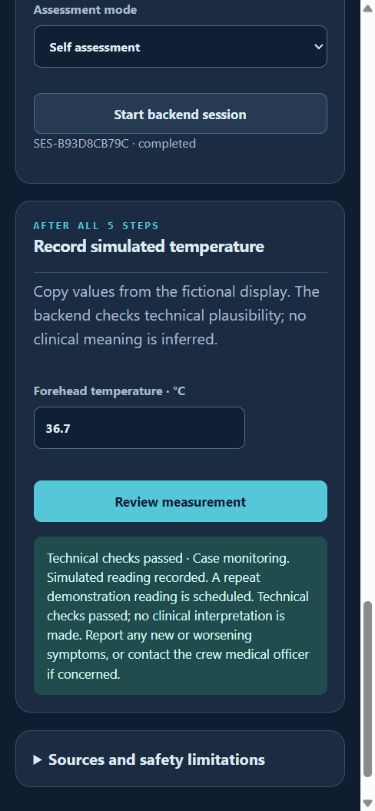 Assessment mode
Self assessment
Start backend session
SES-B93D8CB79C · completed
AFTER ALL 5 STEPS
Record simulated temperature
Copy values from the fictional display. The
backend checks technical plausibility; no
clinical meaning is inferred.
Forehead temperature · °C
36.7
Review measurement
Technical checks passed · Case monitoring.
Simulated reading recorded. A repeat
demonstration reading is scheduled. Technical
checks passed; no clinical interpretation is
made. Report any new or worsening
symptoms, or contact the crew medical officer
if concerned.
Sources and safety limitations